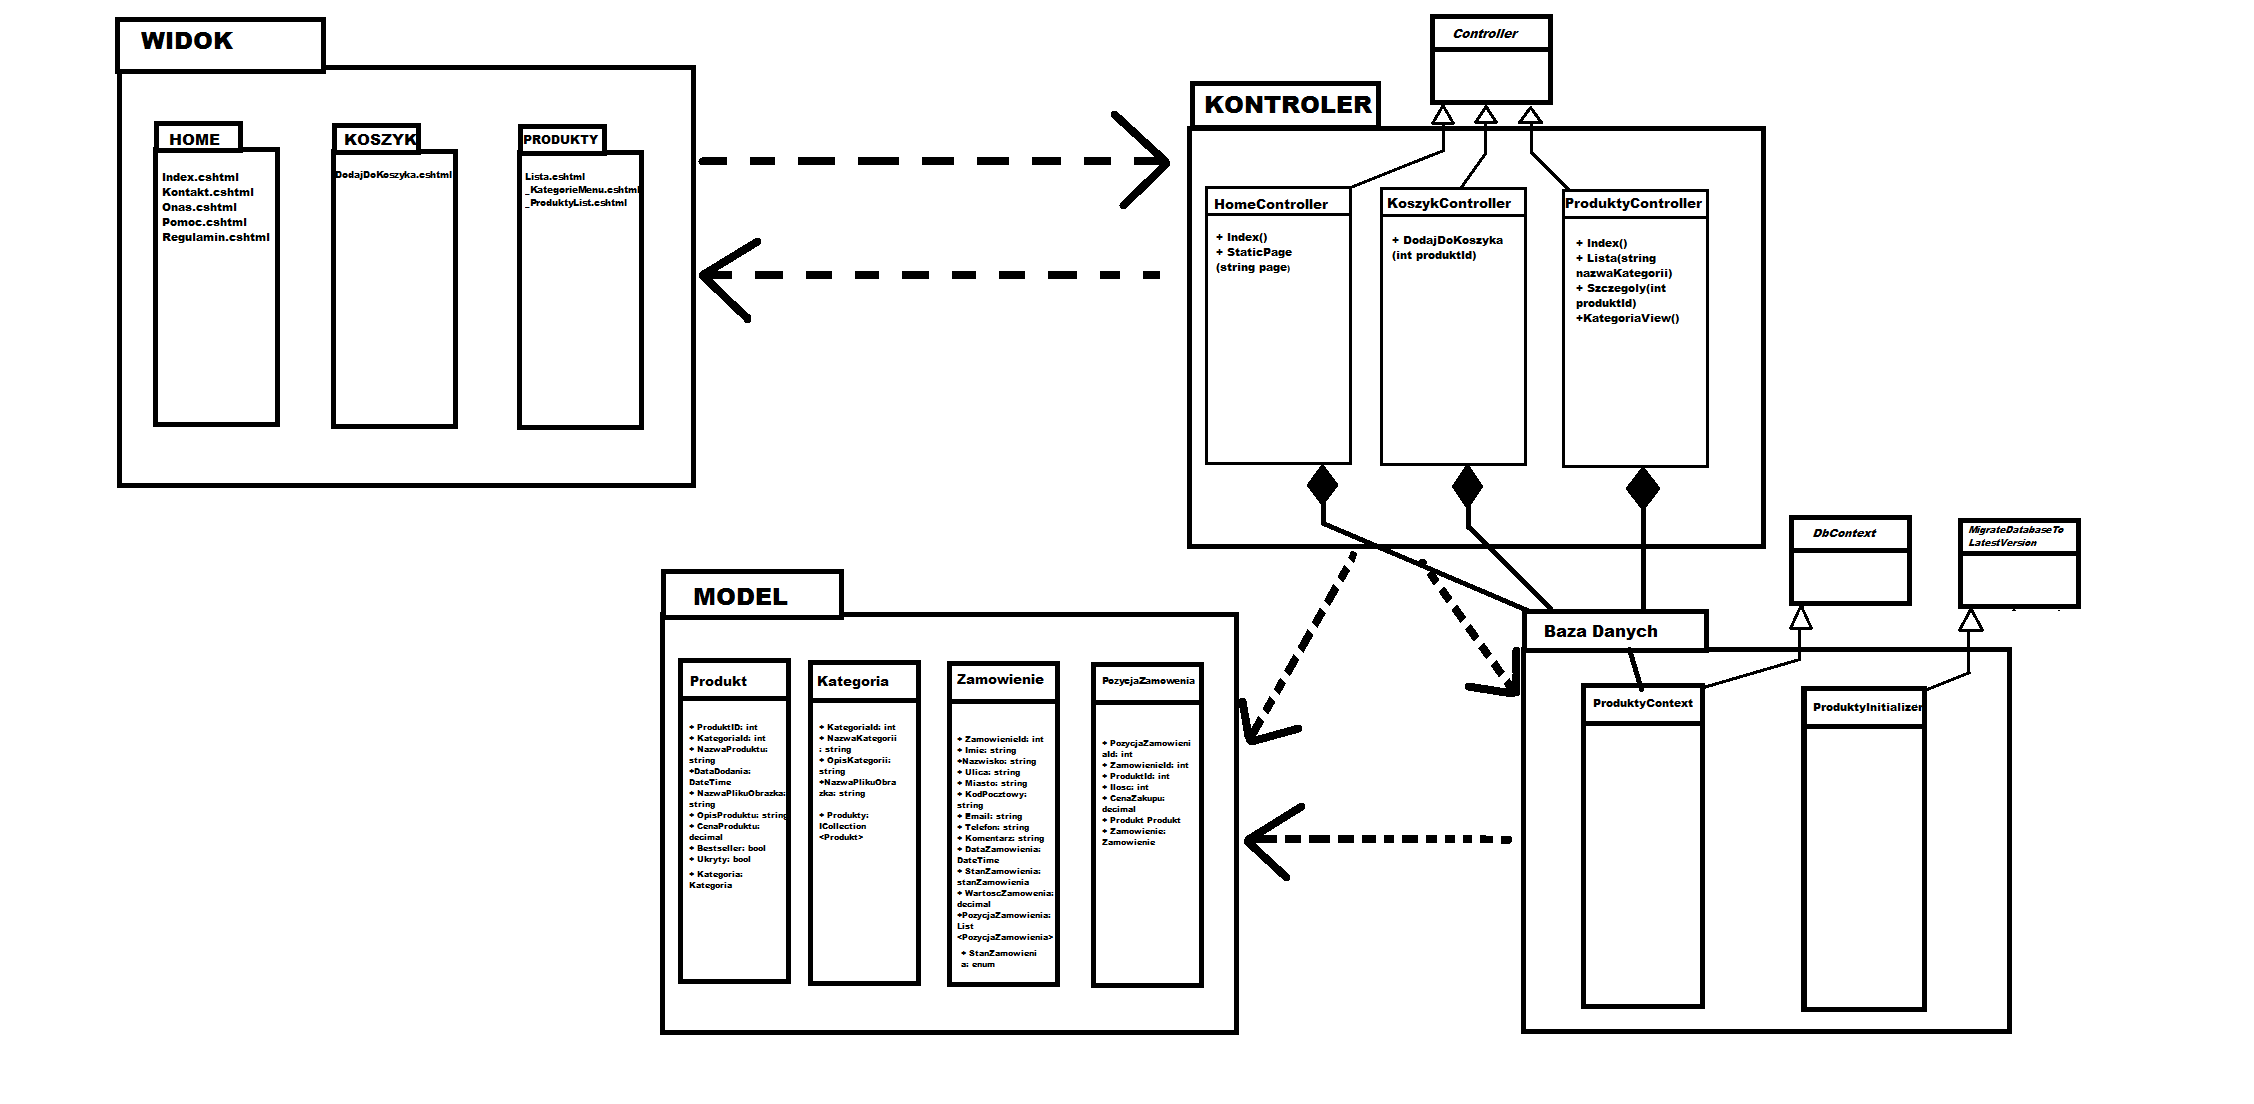 WIDOK
HOME
Index.cshtml
Kontakt.cshtml
Onas.cshtml
Pomoc.cshtml
Regulamin.cshtml
KOSZYK
DodajDoKoszyka.cshtml
PRODUKTY
Lista.cshtml
_KategorieMenu.cshtml
_ProduktyList.cshtml
Controller
KONTROLER
HomeController
+ Index()
+ StaticPage
(string page)
KoszykController
+ DodajDoKoszyka
(int produktId)
ProduktyController
+ Index()
+ Lista(string
nazwaKategorii)
+ Szczegoly(int
produktId)
+KategoriaView()
MODEL
Produkt
+ ProduktID: int
+ KategoriaId: int
+ NazwaProduktu:
string
+DataDodania:
DateTime
+ NazwaPlikuObrazka:
string
+ OpisProduktu: string
+ CenaProduktu:
decimal
+ Bestseller: bool
+ Ukryty: bool
+ Kategoria:
Kategoria
Kategoria
+ KategoriaId: int
+ NazwaKategorii
: string
+ OpisKategorii:
string
+NazwaPlikuObra
zka: string
+ Produkty:
ICollection
<Produkt>
Zamowienie
+ ZamowienieId: int
+ Imie: string
+Nazwisko: string
+ Ulica: string
+ Miasto: string
+ KodPocztowy:
string
+ Email: string
+ Telefon: string
+ Komentarz: string
+ DataZamowienia:
DateTime
+ StanZamowienia:
stanZamowienia
+ WartoscZamowenia:
decimal
+PozycjaZamowienia:
List
<PozycjaZamowienia>
+ StanZamowieni
a: enum
PozycjaZamowenia
+ PozycjaZamowieni
aId: int
+ ZamowienieId: int
+ ProduktId: int
+ Ilosc: int
+ CenaZakupu:
decimal
+ Produkt Produkt
+ Zamowienie:
Zamowienie
DbContext
MigrateDatabaseTo
LatestVersion
Baza Danych
ProduktyContext
ProduktyInitializer